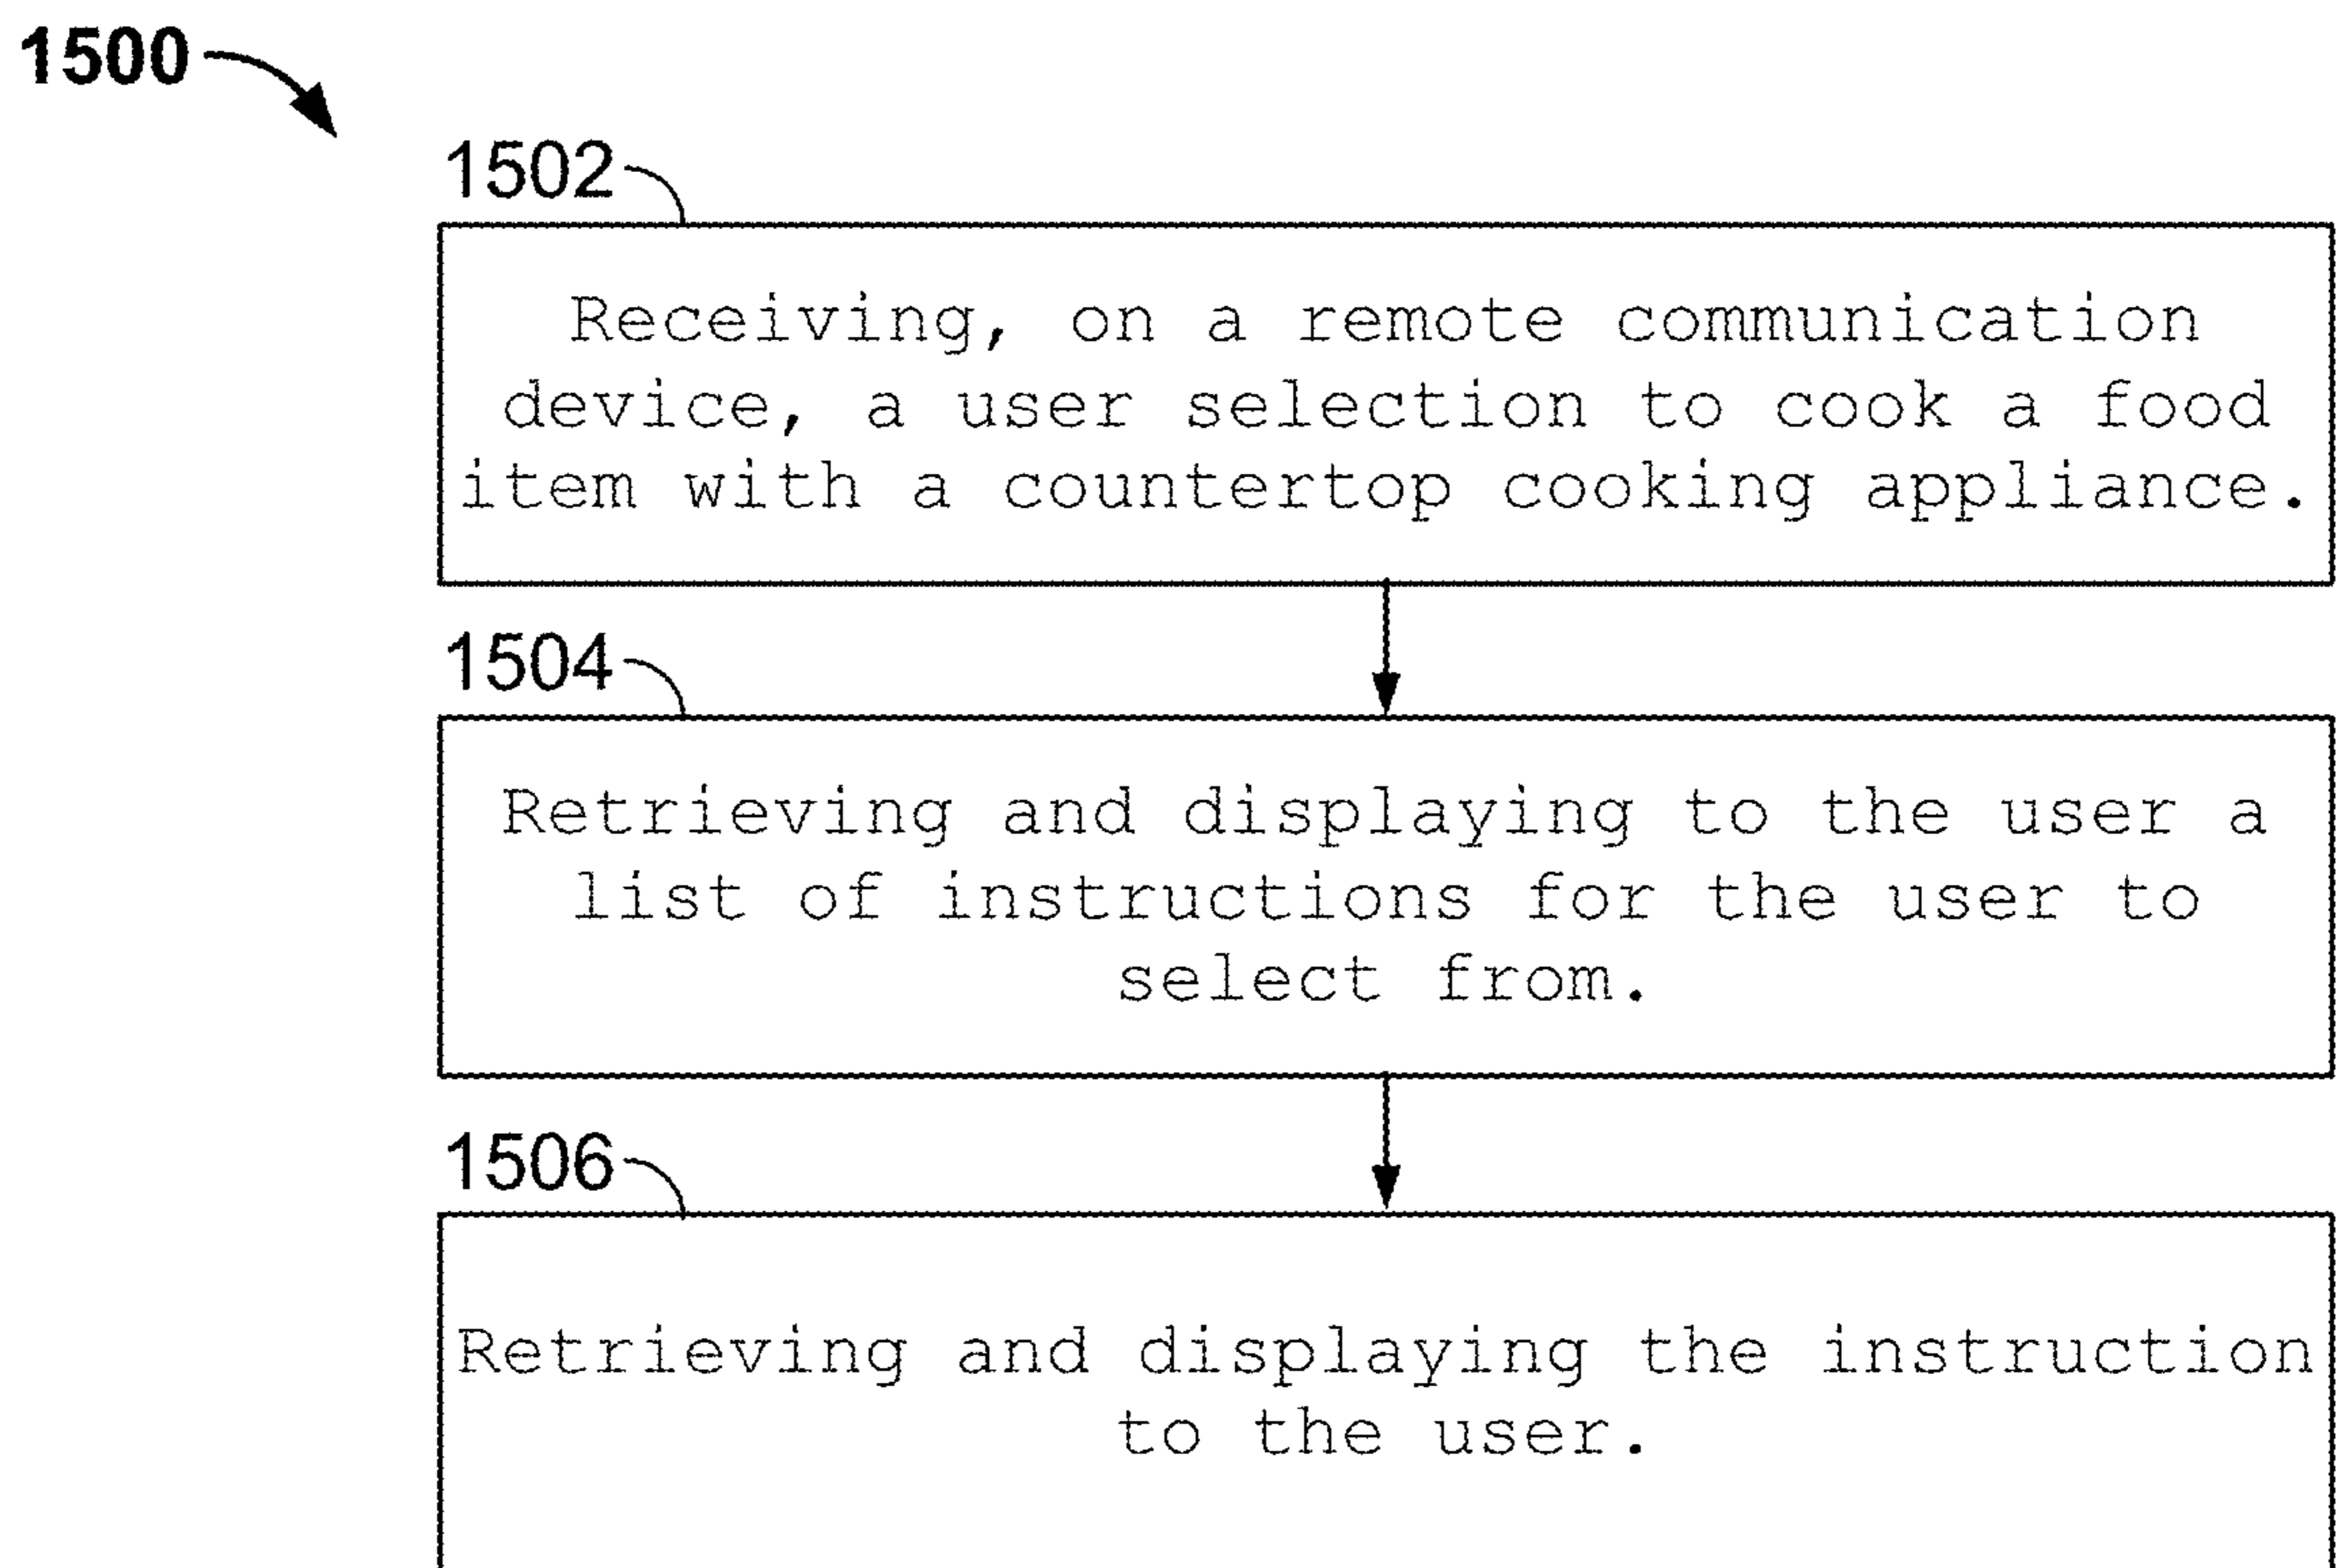 1500
1502
Receiving, on a remote communication
device, a user selection to cook a food
item with a countertop cooking appliance.
1504
Retrieving and displaying to the user a
list of instructions for the user to
select from.
1506
Retrieving and displaying the instruction
to the user.